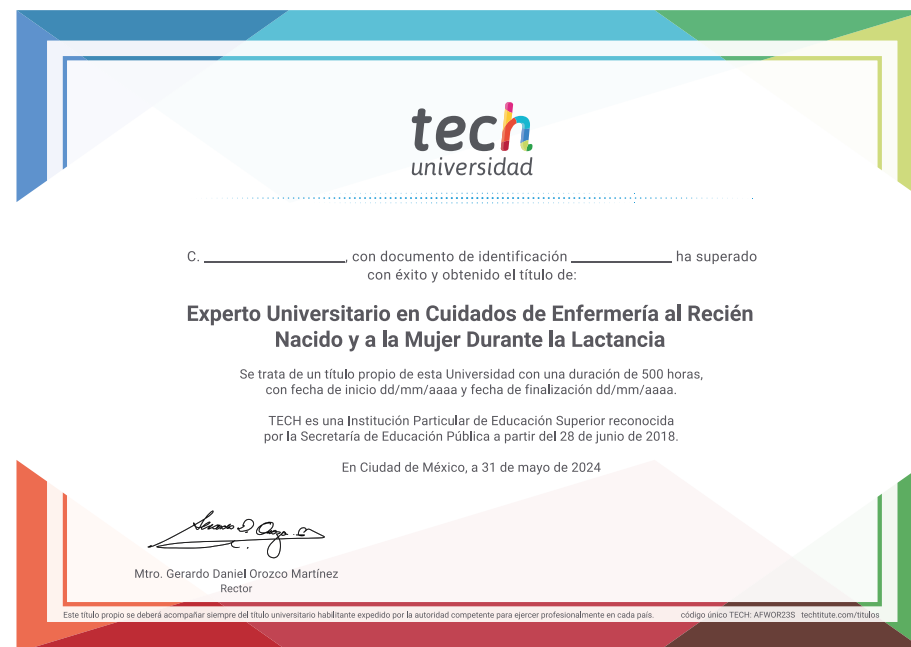 tech
universidad
C. ____________, con documento de identificación ____________ ha superado
con éxito y obtenido el título de:
Experto Universitario en Cuidados de Enfermería al Recién
Nacido y a la Mujer Durante la Lactancia
Se trata de un título propio de esta Universidad con una duración de 500 horas,
con fecha de inicio dd/mm/aaaa y fecha de finalización dd/mm/aaaa.
TECH es una Institución Particular de Educación Superior reconocida
por la Secretaría de Educación Pública a partir del 28 de junio de 2018.
En Ciudad de México, a 31 de mayo de 2024
Mtro. Gerardo Daniel Orozco Martínez
Rector
Este título propio se deberá acompañar siempre del título universitario habilitante expedido por la autoridad competente para ejercer profesionalmente en cada país. código único TECH: AFWOR23S techtitute.com/titulos